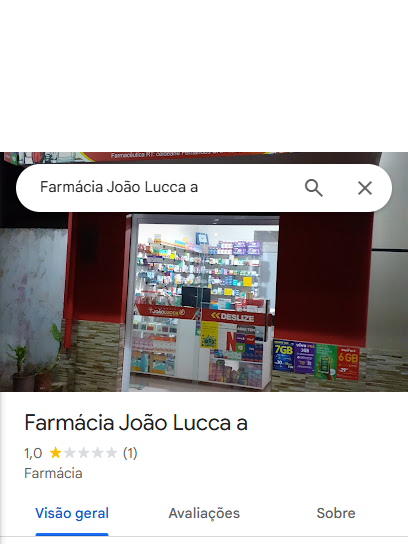 Farmacêutica RT:
Farmácia João Lucca a
DESLIZE
7GB
6GB
Farmácia João Lucca a
1,0 (1)
Farmácia
Visão geral Avaliações Sobre